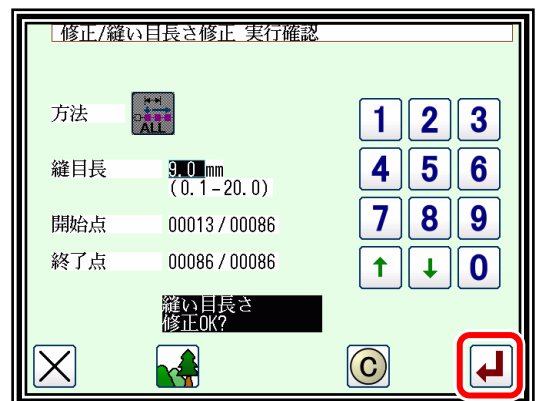 修正/縫い目長さ修正 実行確認
方法
ALL
縫目長 9.0 mm
(0.1-20.0)
開始点 00013/00086
終了点 00086/00086
縫い目長さ
修正OK?
1 2 3
4 5 6
7 8 9
↑ ↓ 0
C